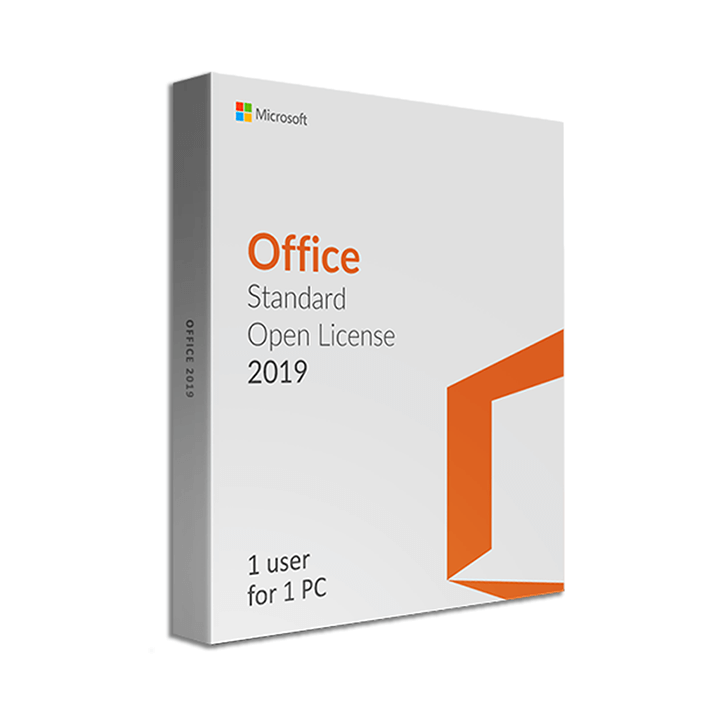 Microsoft
Office
Standard
Open License
2019
OFFICE 2019
1 user
for 1 PC